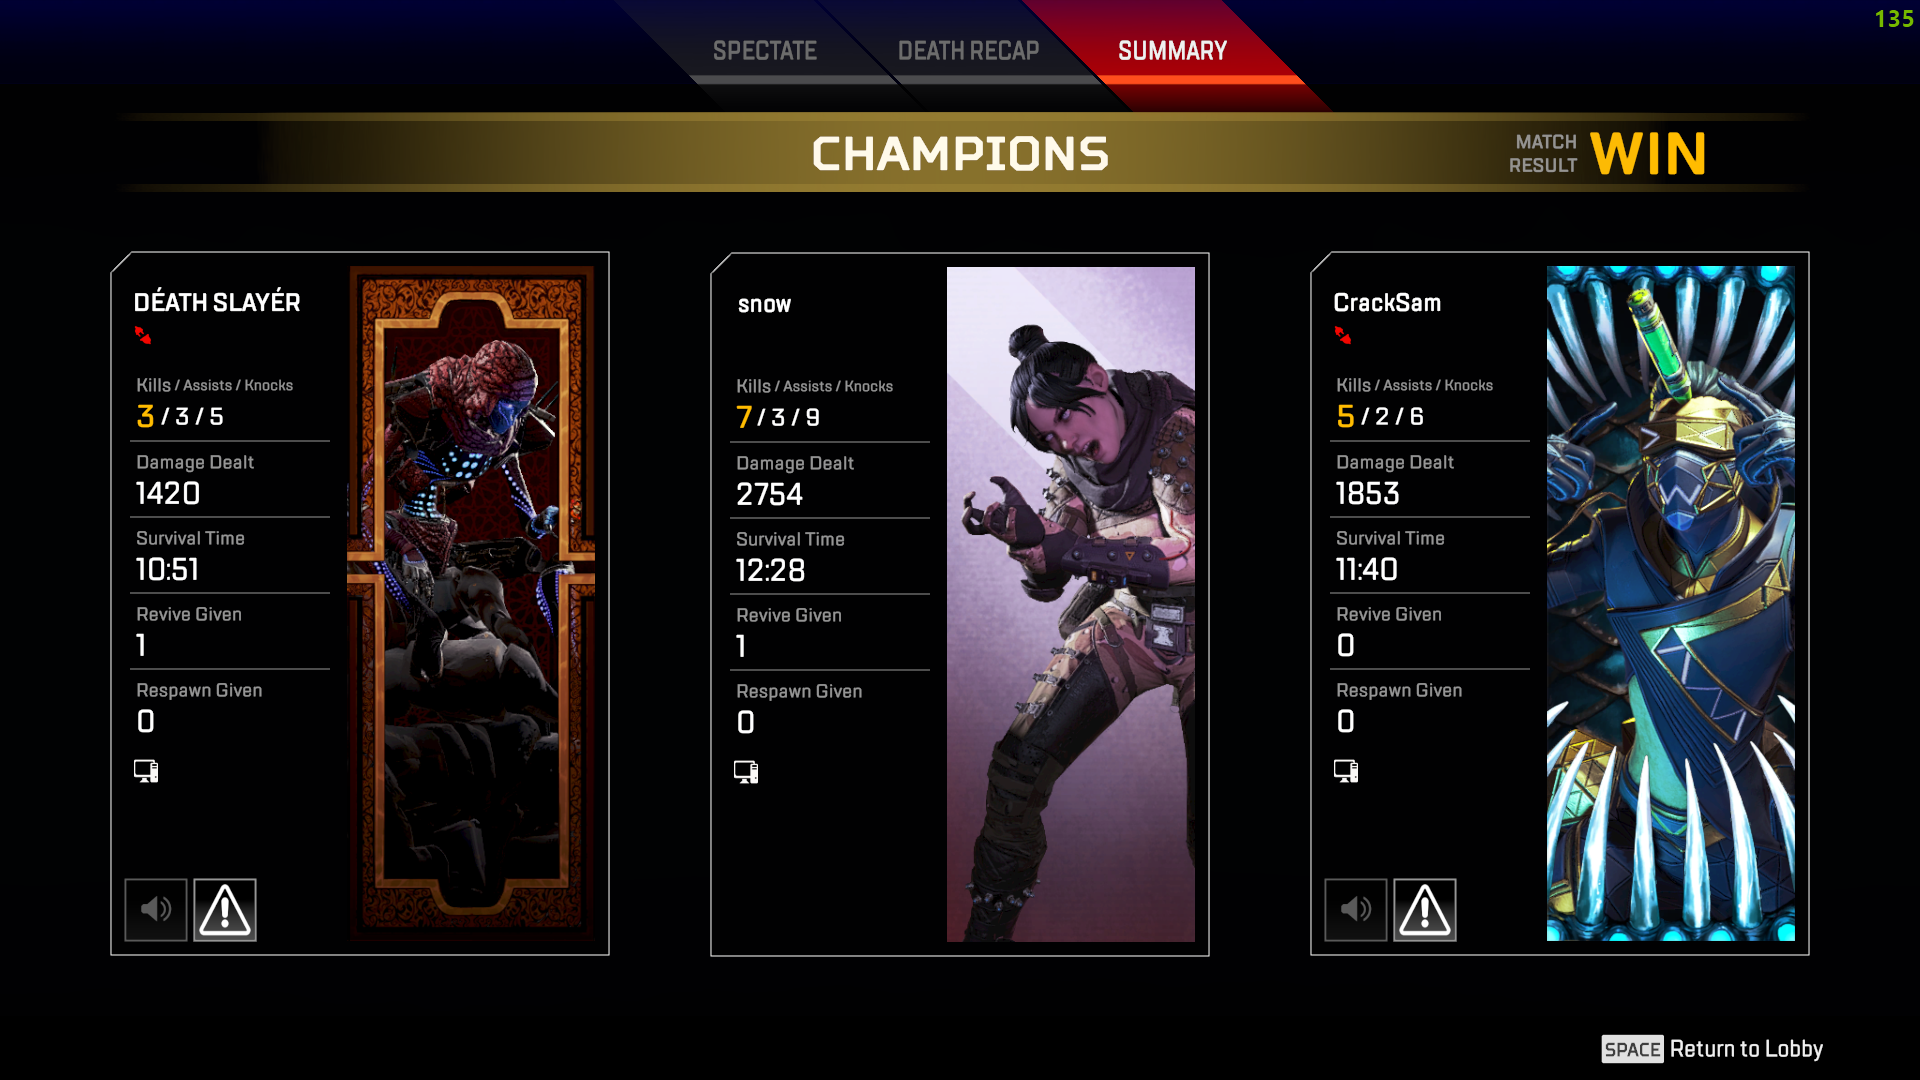 135
SPECTATE
DEATH RECAP
SUMMARY
CHAMPIONS
MATCH RESULT
WIN
DÉATH SLAYÉR
Kills / Assists / Knocks
3 / 3 / 5
Damage Dealt
1420
Survival Time
10:51
Revive Given
1
Respawn Given
0
snow
Kills / Assists / Knocks
7 / 3 / 9
Damage Dealt
2754
Survival Time
12:28
Revive Given
1
Respawn Given
0
CrackSam
Kills / Assists / Knocks
5 / 2 / 6
Damage Dealt
1853
Survival Time
11:40
Revive Given
0
Respawn Given
0
SPACE Return to Lobby